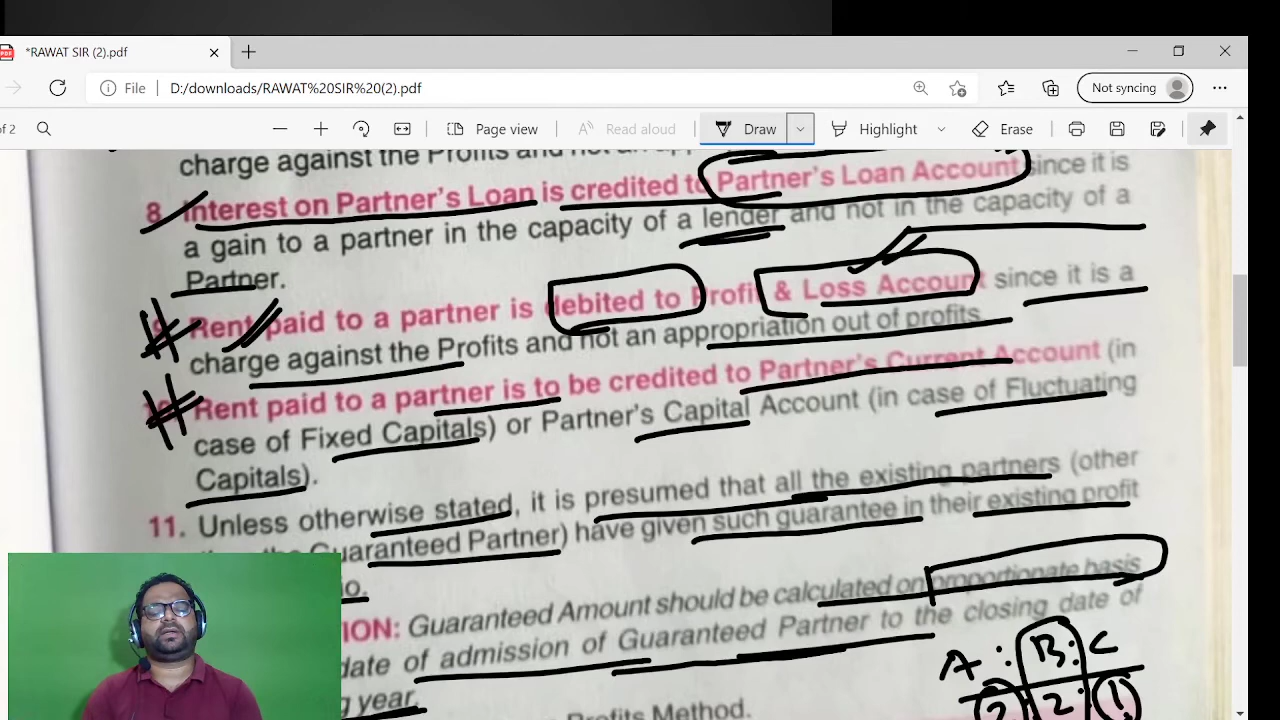 *RAWAT SIR (2).pdf
File D:/downloads/RAWAT%20SIR%20(2).pdf Not syncing
of 2 Page view Read aloud Draw Highlight Erase
charge against the Profits and not an
8. Interest on Partner's Loan is credited to Partner's Loan Account since it is
a gain to a partner in the capacity of a lender and not in the capacity of a
Partner.
Rent paid to a partner is debited to Profit & Loss Account since it is a
charge against the Profits and not an appropriation out of profits.
Rent paid to a partner is to be credited to Partner's Current Account (in
case of Fixed Capitals) or Partner's Capital Account (in case of Fluctuating
Capitals).
11. Unless otherwise stated, it is presumed that all the existing partners (other
Guaranteed Partner) have given such guarantee in their existing profit
ION: Guaranteed Amount should be calculated on proportionate basis
date of admission of Guaranteed Partner to the closing date of
year.
Profits Method.
A : B : C
2 : 2 : 1